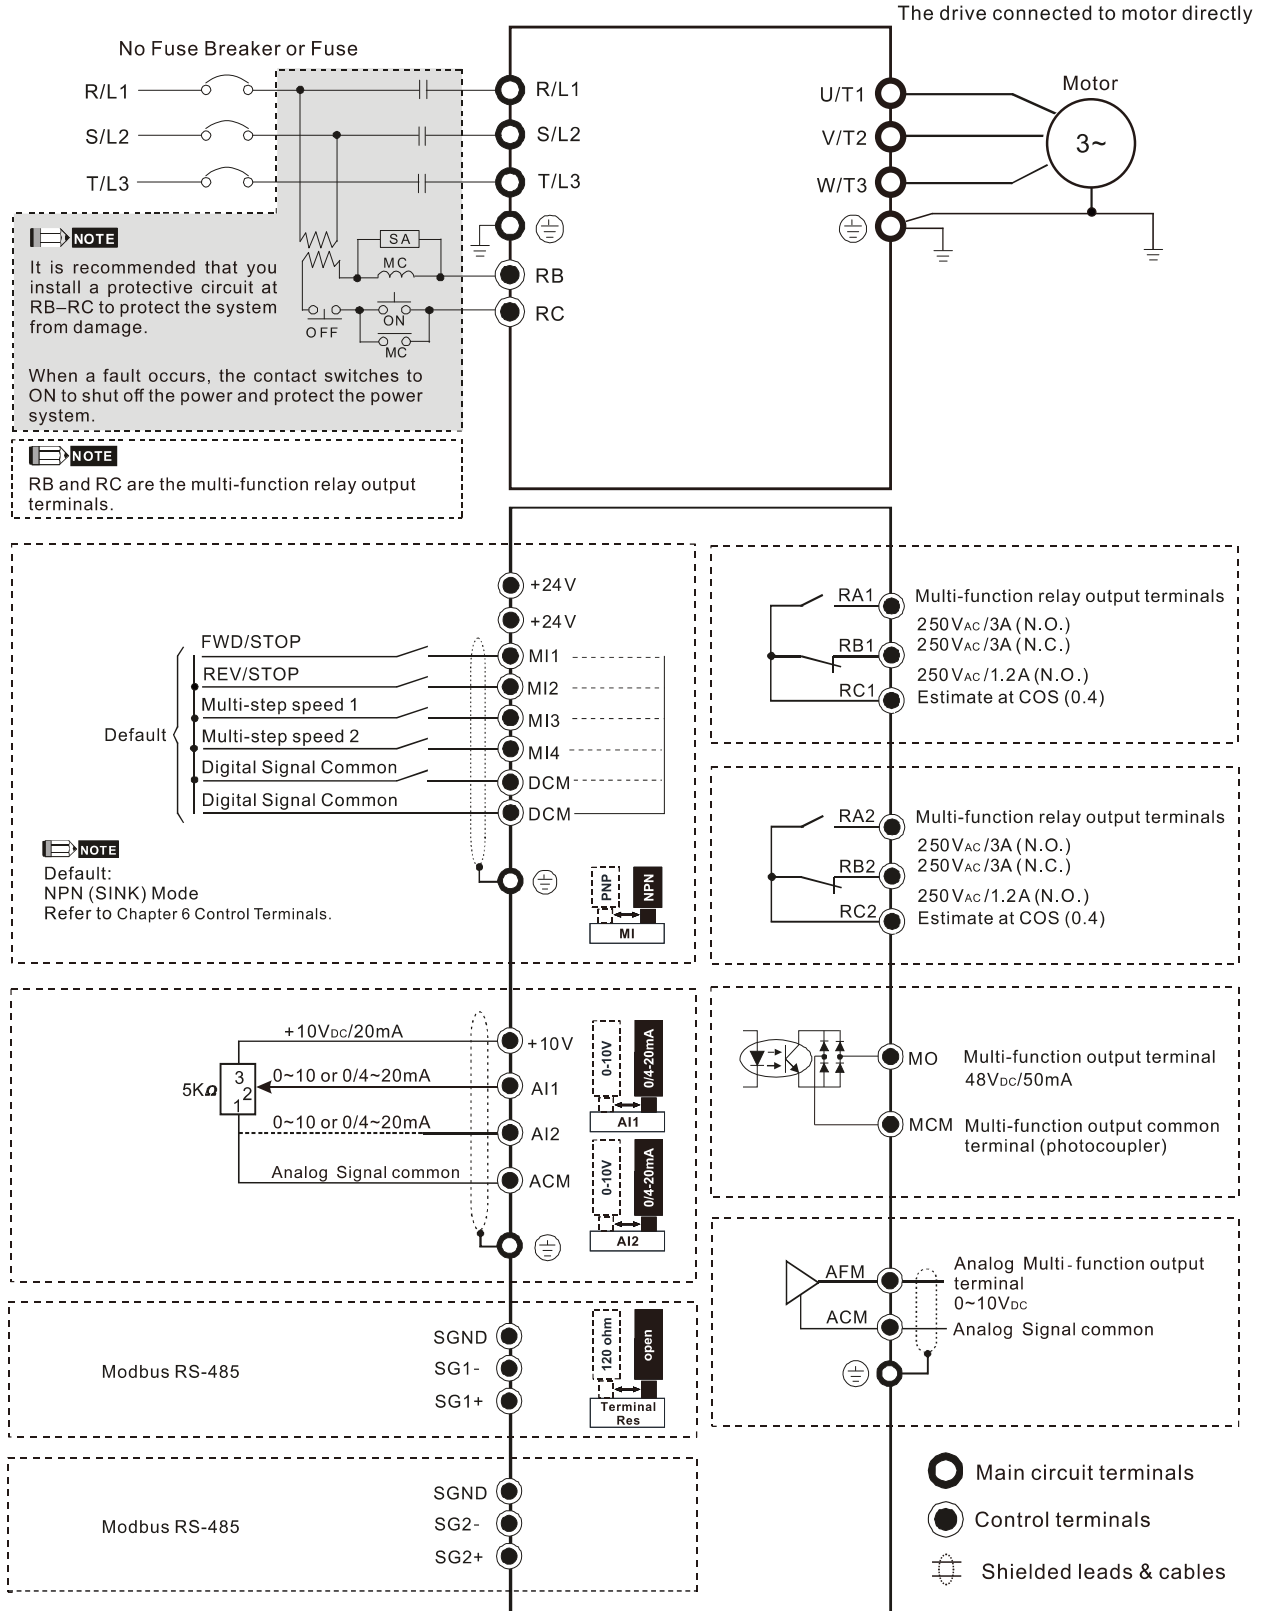 The drive connected to motor directly
No Fuse Breaker or Fuse
R/L1
S/L2
T/L3
R/L1
S/L2
T/L3
RB
RC
U/T1
V/T2
W/T3
Motor
3~
SA
MC
OFF
ON
MC
NOTE
It is recommended that you
install a protective circuit at
RB–RC to protect the system
from damage.
When a fault occurs, the contact switches to
ON to shut off the power and protect the power
system.
NOTE
RB and RC are the multi-function relay output
terminals.
+24V
+24V
FWD/STOP
MI1
REV/STOP
MI2
Multi-step speed 1
MI3
Default
Multi-step speed 2
MI4
Digital Signal Common
DCM
Digital Signal Common
DCM
NOTE
Default:
NPN (SINK) Mode
Refer to Chapter 6 Control Terminals.
PNP
NPN
MI
RA1
RB1
RC1
Multi-function relay output terminals
250VAC/3A (N.O.)
250VAC/3A (N.C.)
250VAC/1.2A (N.O.)
Estimate at COS (0.4)
RA2
RB2
RC2
Multi-function relay output terminals
250VAC/3A (N.O.)
250VAC/3A (N.C.)
250VAC/1.2A (N.O.)
Estimate at COS (0.4)
+10VDC/20mA
+10V
5KΩ
3
2
1
0~10 or 0/4~20mA
AI1
0~10 or 0/4~20mA
AI2
Analog Signal common
ACM
0-10V
0/4-20mA
AI1
0-10V
0/4-20mA
AI2
MO
Multi-function output terminal
48VDC/50mA
MCM
Multi-function output common
terminal (photocoupler)
AFM
Analog Multi-function output
terminal
0~10VDC
ACM
Analog Signal common
Modbus RS-485
SGND
SG1-
SG1+
120 ohm
open
Terminal
Res
Modbus RS-485
SGND
SG2-
SG2+
Main circuit terminals
Control terminals
Shielded leads & cables